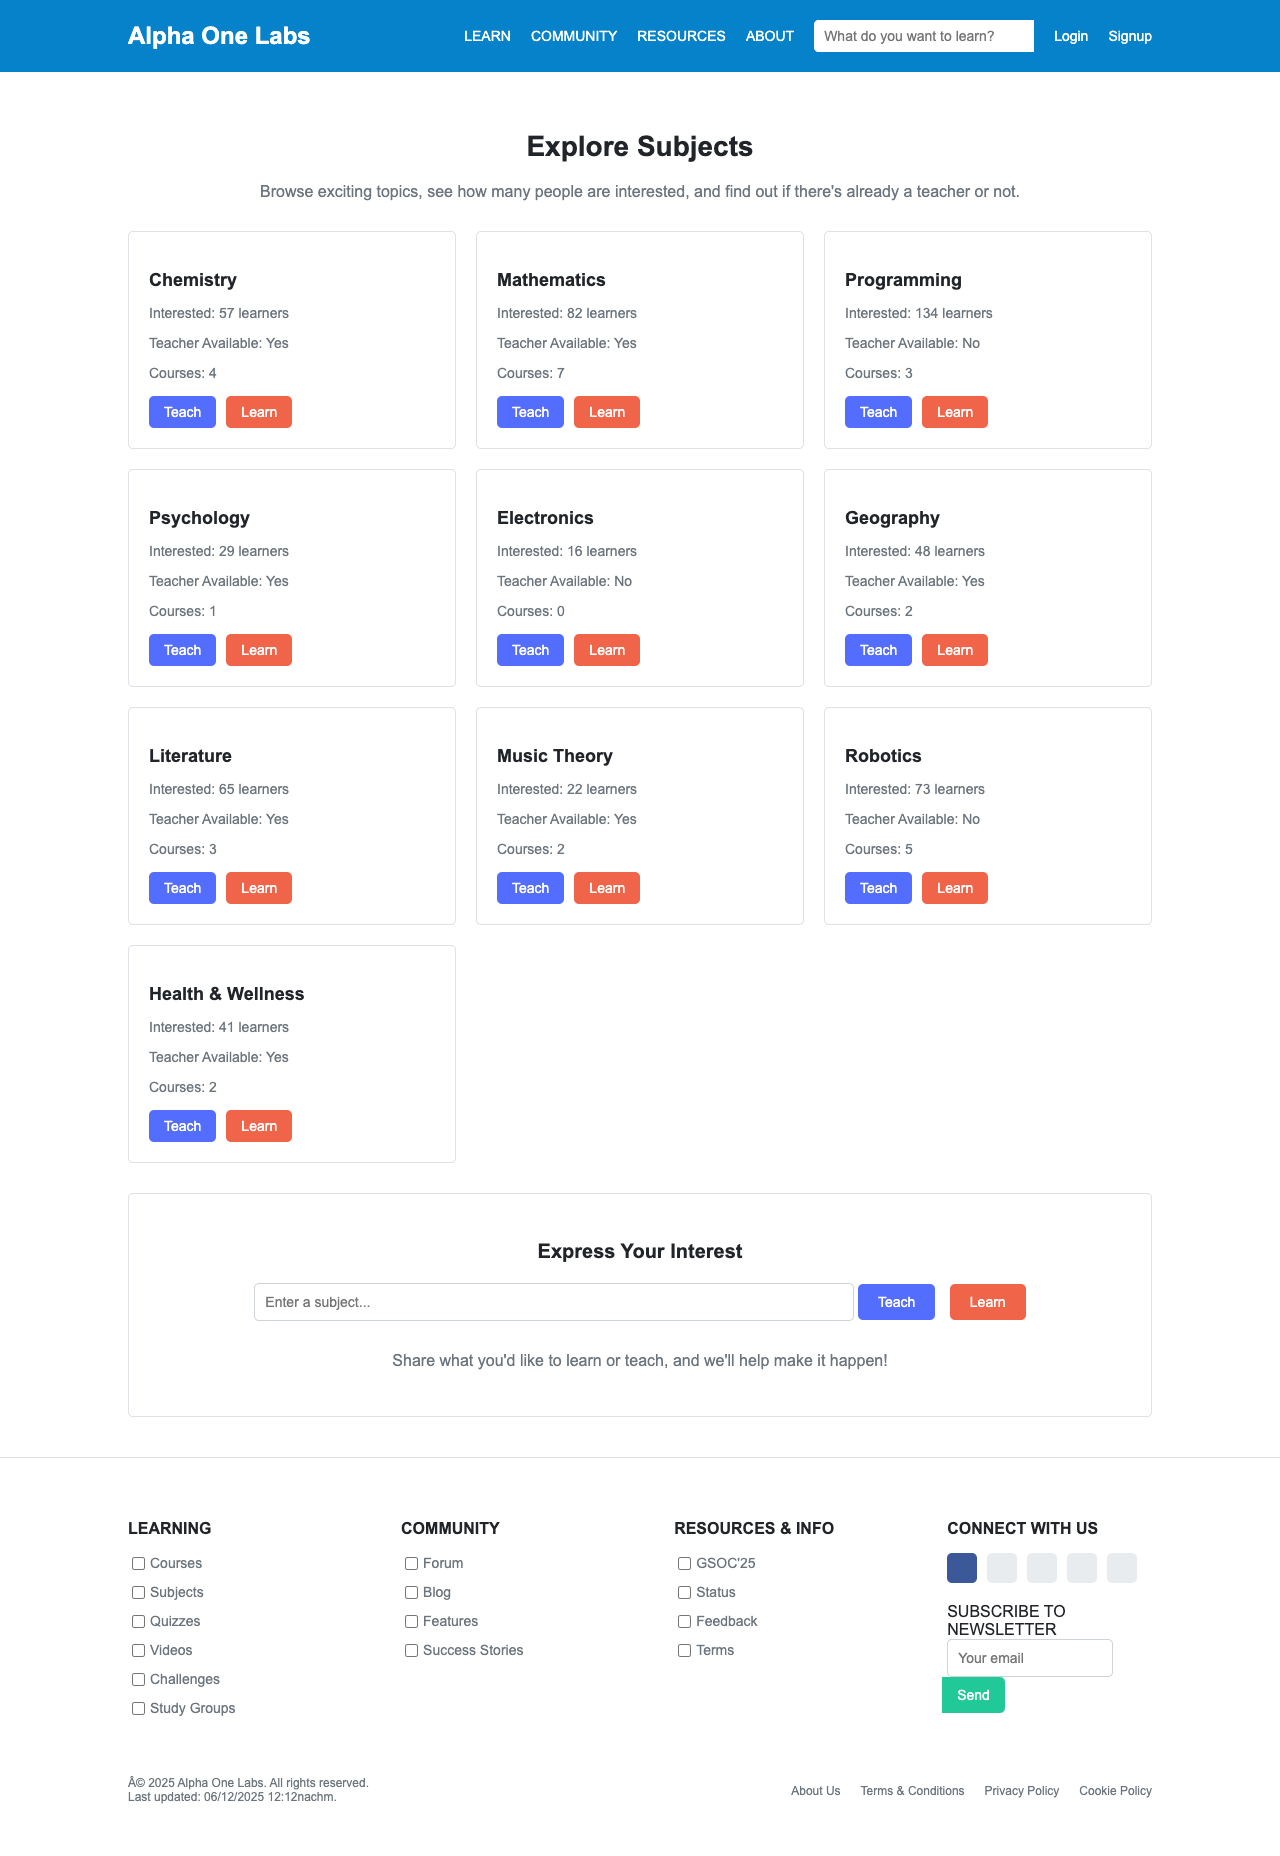 Alpha One Labs
LEARN COMMUNITY RESOURCES ABOUT What do you want to learn? Login Signup
Explore Subjects
Browse exciting topics, see how many people are interested, and find out if there's already a teacher or not.
Chemistry
Interested: 57 learners
Teacher Available: Yes
Courses: 4
Teach Learn
Mathematics
Interested: 82 learners
Teacher Available: Yes
Courses: 7
Teach Learn
Programming
Interested: 134 learners
Teacher Available: No
Courses: 3
Teach Learn
Psychology
Interested: 29 learners
Teacher Available: Yes
Courses: 1
Teach Learn
Electronics
Interested: 16 learners
Teacher Available: No
Courses: 0
Teach Learn
Geography
Interested: 48 learners
Teacher Available: Yes
Courses: 2
Teach Learn
Literature
Interested: 65 learners
Teacher Available: Yes
Courses: 3
Teach Learn
Music Theory
Interested: 22 learners
Teacher Available: Yes
Courses: 2
Teach Learn
Robotics
Interested: 73 learners
Teacher Available: No
Courses: 5
Teach Learn
Health & Wellness
Interested: 41 learners
Teacher Available: Yes
Courses: 2
Teach Learn
Express Your Interest
Enter a subject... Teach Learn
Share what you'd like to learn or teach, and we'll help make it happen!
LEARNING
Courses
Subjects
Quizzes
Videos
Challenges
Study Groups
COMMUNITY
Forum
Blog
Features
Success Stories
RESOURCES & INFO
GSOC'25
Status
Feedback
Terms
CONNECT WITH US
SUBSCRIBE TO
NEWSLETTER
Your email
Send
Â© 2025 Alpha One Labs. All rights reserved.
Last updated: 06/12/2025 12:12nachm.
About Us Terms & Conditions Privacy Policy Cookie Policy